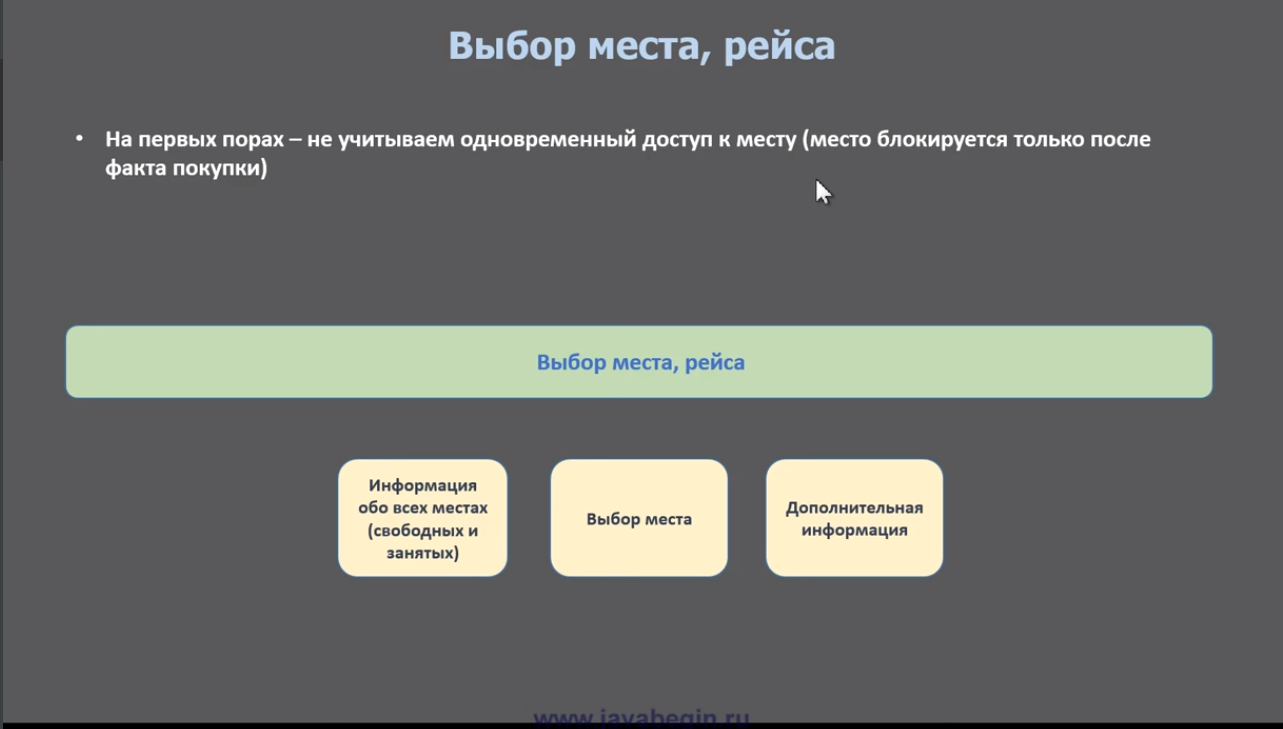 Выбор места, рейса
• На первых порах – не учитываем одновременный доступ к месту (место блокируется только после
факта покупки)
Выбор места, рейса
Информация
обо всех местах
(свободных и
занятых)
Выбор места
Дополнительная
информация
www.javabegin.ru